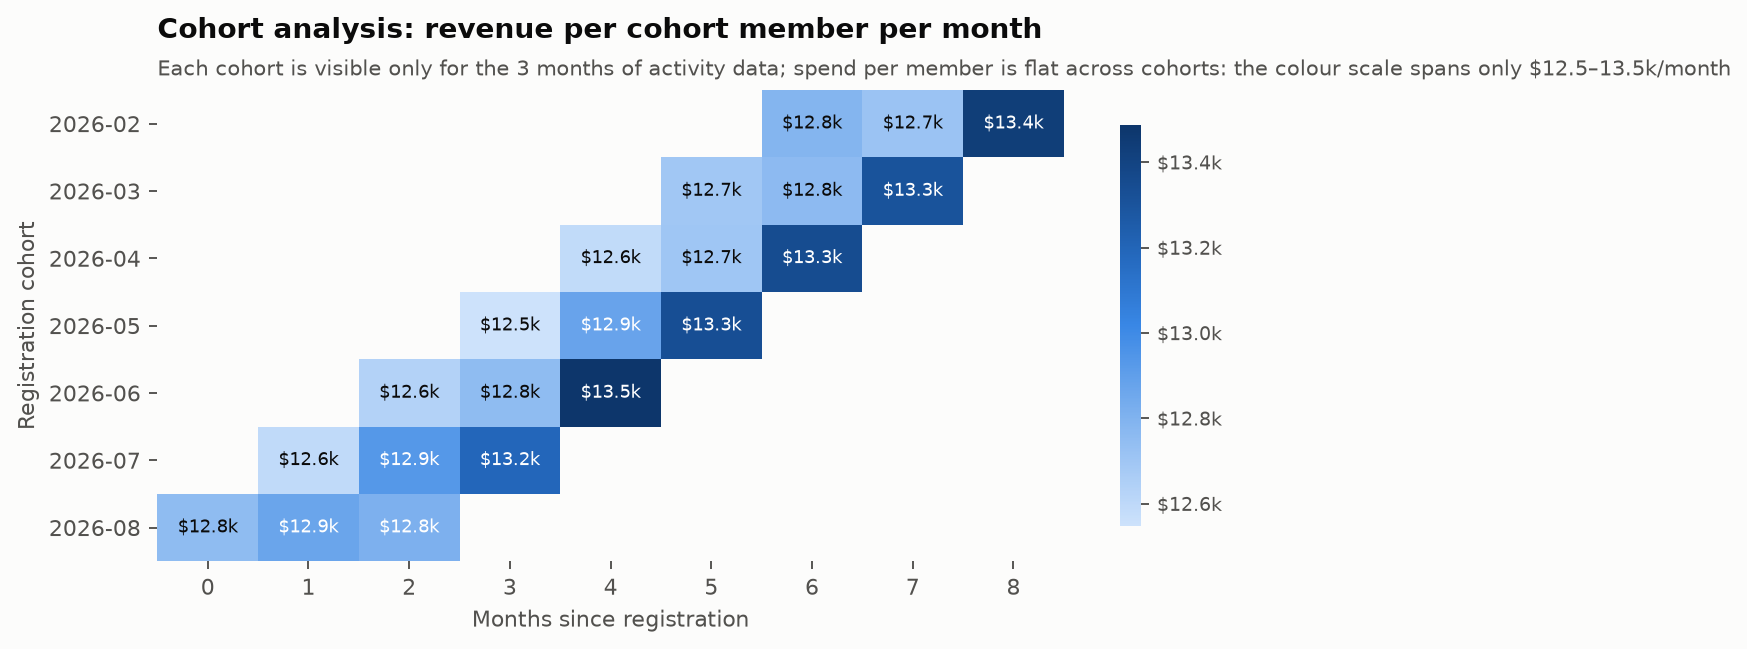 Cohort analysis: revenue per cohort member per month
Each cohort is visible only for the 3 months of activity data; spend per member is flat across cohorts: the colour scale spans only $12.5–13.5k/month
Registration cohort
2026-02 $12.8k $12.7k $13.4k
2026-03 $12.7k $12.8k $13.3k
2026-04 $12.6k $12.7k $13.3k
2026-05 $12.5k $12.9k $13.3k
2026-06 $12.6k $12.8k $13.5k
2026-07 $12.6k $12.9k $13.2k
2026-08 $12.8k $12.9k $12.8k
0 1 2 3 4 5 6 7 8
Months since registration
$13.4k
$13.2k
$13.0k
$12.8k
$12.6k